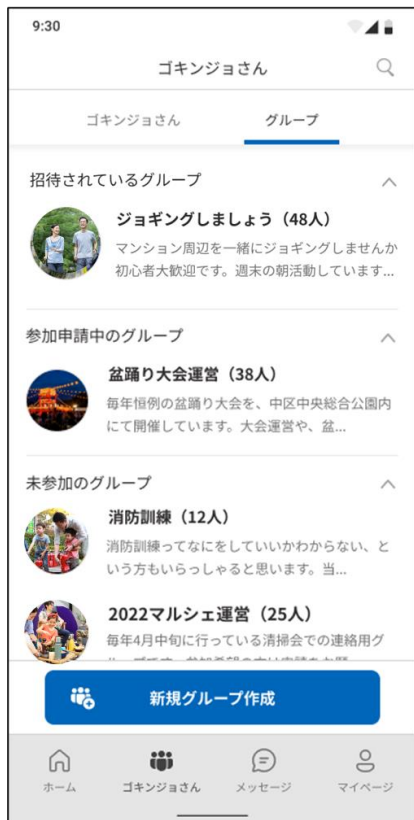 9:30
ゴキンジョさん
ゴキンジョさん グループ
招待されているグループ
ジョギングしましょう（48人）
マンション周辺を一緒にジョギングしませんか
初心者大歓迎です。週末の朝活動しています...
参加申請中のグループ
盆踊り大会運営（38人）
毎年恒例の盆踊り大会を、中区中央総合公園内
にて開催しています。大会運営や、盆...
未参加のグループ
消防訓練（12人）
消防訓練ってなにをしていいかわからない、と
いう方もいらっしゃると思います。当...
2022マルシェ運営（25人）
毎年4月中旬に行っている清掃会での連絡用グ
新規グループ作成
ホーム ゴキンジョさん メッセージ マイページ